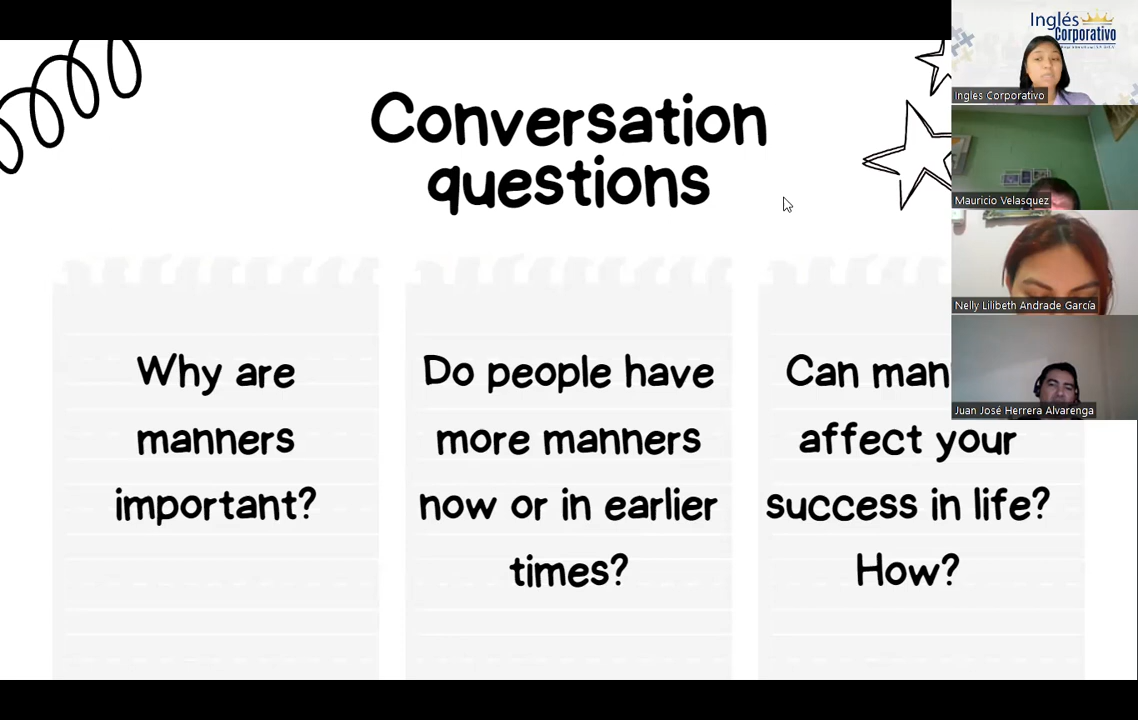 Conversation
questions
Why are
manners
important?
Do people have
more manners
now or in earlier
times?
Can man
affect your
success in life?
How?
Inglés
Corporativo
Ingles Corporativo
Mauricio Velasquez
Nelly Lilibeth Andrade García
Juan José Herrera Alvarenga